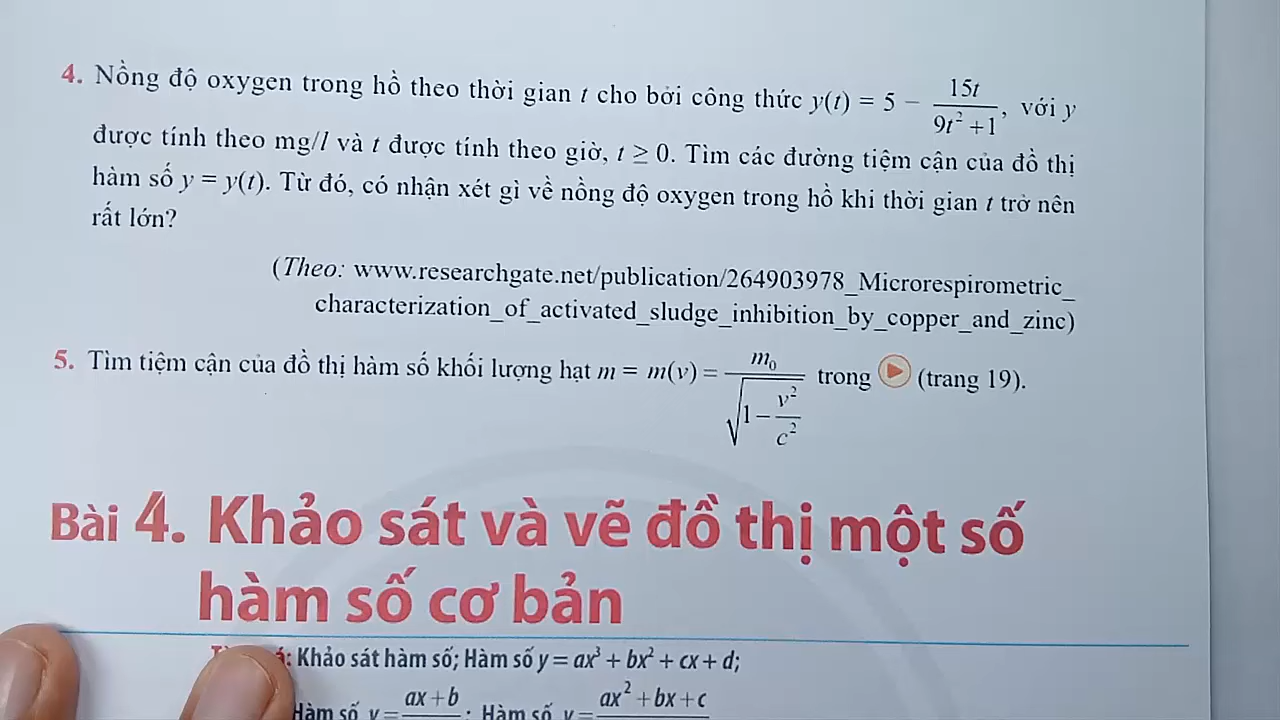 4. Nồng độ oxygen trong hồ theo thời gian t cho bởi công thức y(t) = 5 − 15t / (9t² + 1), với y
được tính theo mg/l và t được tính theo giờ, t ≥ 0. Tìm các đường tiệm cận của đồ thị
hàm số y = y(t). Từ đó, có nhận xét gì về nồng độ oxygen trong hồ khi thời gian t trở nên
rất lớn?
(Theo: www.researchgate.net/publication/264903978_Microrespirometric_
characterization_of_activated_sludge_inhibition_by_copper_and_zinc)
5. Tìm tiệm cận của đồ thị hàm số khối lượng hạt m = m(v) = m₀ / √(1 − v²/c²) trong (trang 19).
Bài 4. Khảo sát và vẽ đồ thị một số
hàm số cơ bản
: Khảo sát hàm số; Hàm số y = ax³ + bx² + cx + d;
Hàm số y = ax + b ; Hàm số y = ax² + bx + c